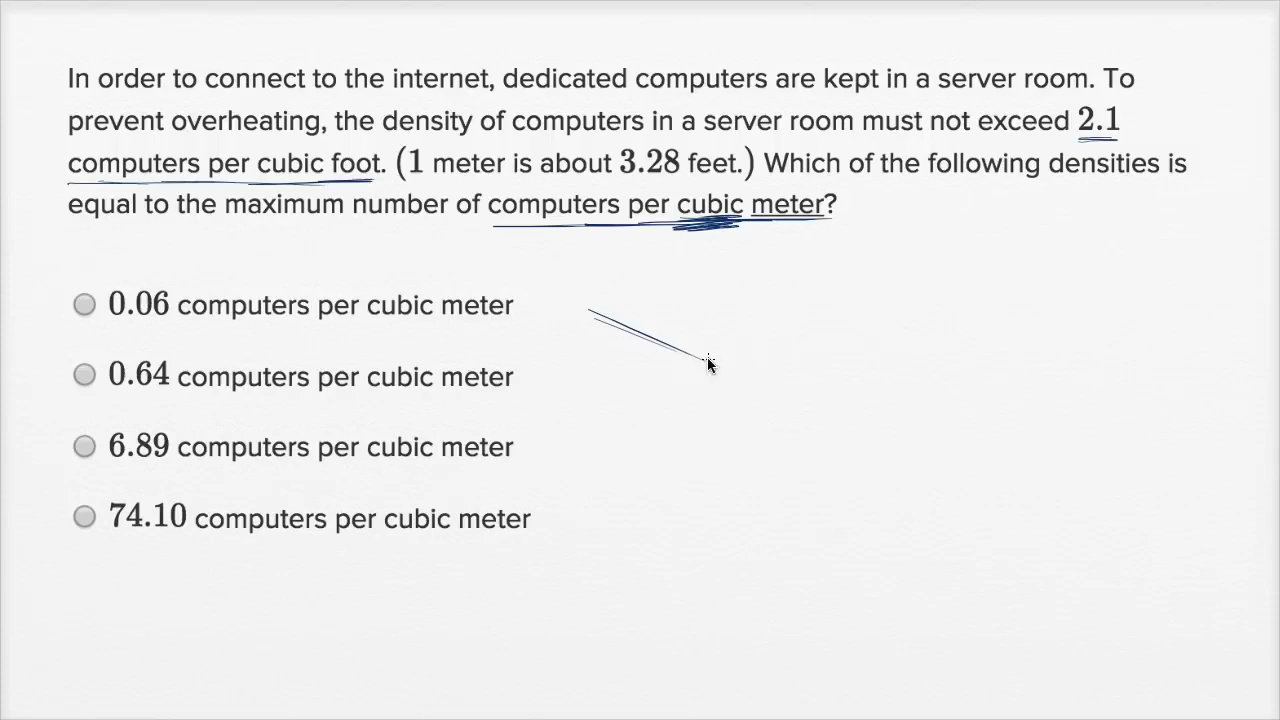 In order to connect to the internet, dedicated computers are kept in a server room. To
prevent overheating, the density of computers in a server room must not exceed 2.1
computers per cubic foot. (1 meter is about 3.28 feet.) Which of the following densities is
equal to the maximum number of computers per cubic meter?
0.06 computers per cubic meter
0.64 computers per cubic meter
6.89 computers per cubic meter
74.10 computers per cubic meter